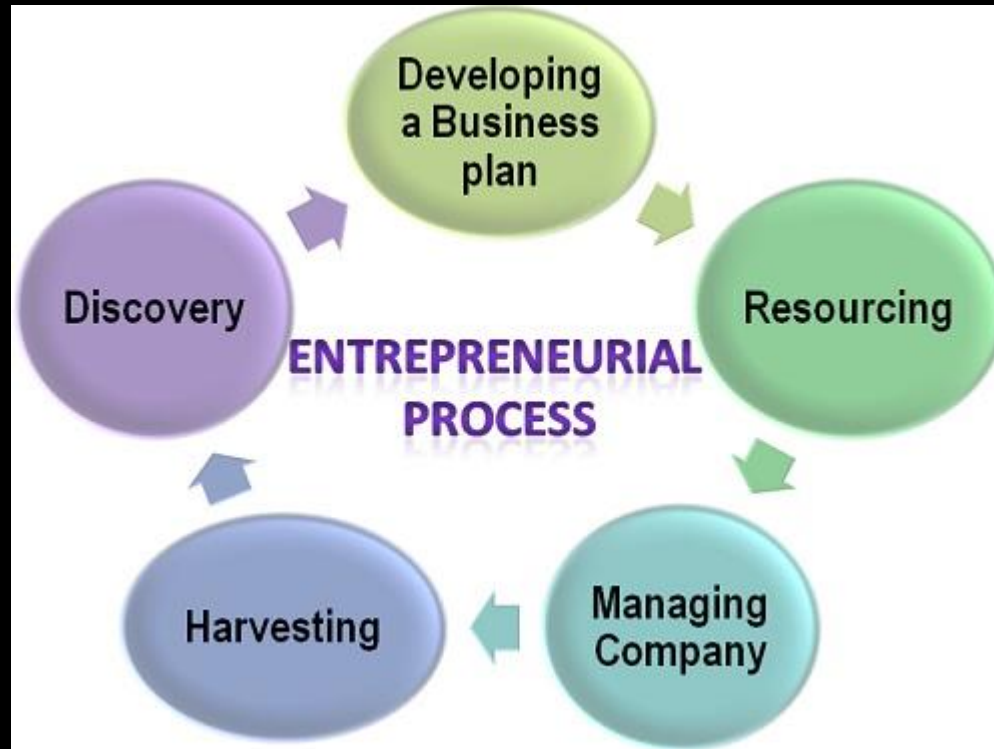 Developing
a Business
plan
Discovery
Resourcing
ENTREPRENEURIAL
PROCESS
Harvesting
Managing
Company